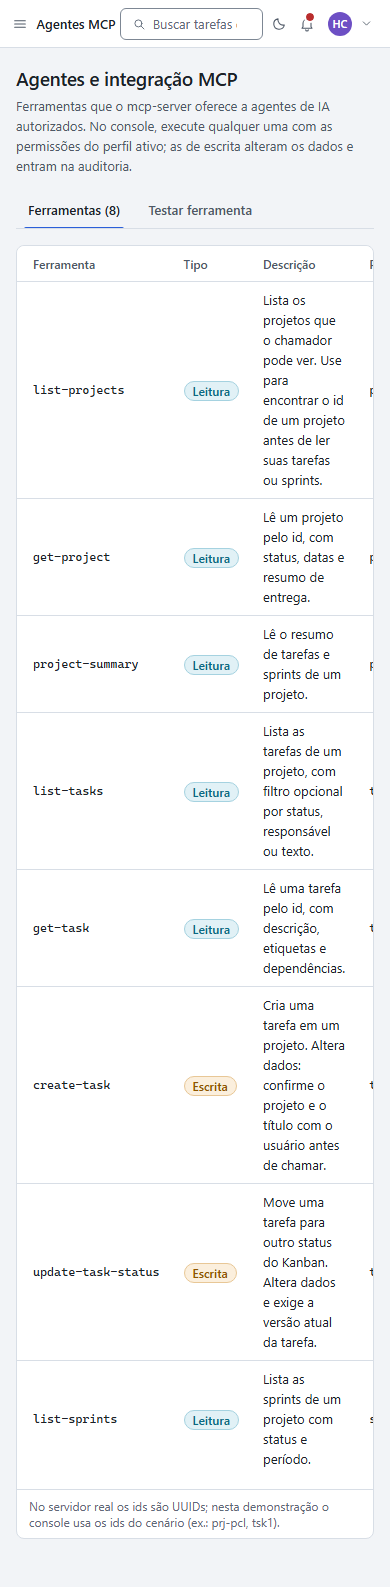 Agentes MCP
Buscar tarefas
HC
Agentes e integração MCP
Ferramentas que o mcp-server oferece a agentes de IA
autorizados. No console, execute qualquer uma com as
permissões do perfil ativo; as de escrita alteram os dados e
entram na auditoria.
Ferramentas (8)
Testar ferramenta
Ferramenta
Tipo
Descrição
list-projects
Leitura
Lista os
projetos que
o chamador
pode ver. Use
para
encontrar o id
de um projeto
antes de ler
suas tarefas
ou sprints.
get-project
Leitura
Lê um projeto
pelo id, com
status, datas e
resumo de
entrega.
project-summary
Leitura
Lê o resumo
de tarefas e
sprints de um
projeto.
list-tasks
Leitura
Lista as
tarefas de um
projeto, com
filtro opcional
por status,
responsável
ou texto.
get-task
Leitura
Lê uma tarefa
pelo id, com
descrição,
etiquetas e
dependências.
create-task
Escrita
Cria uma
tarefa em um
projeto. Altera
dados:
confirme o
projeto e o
título com o
usuário antes
de chamar.
update-task-status
Escrita
Move uma
tarefa para
outro status
do Kanban.
Altera dados
e exige a
versão atual
da tarefa.
list-sprints
Leitura
Lista as
sprints de um
projeto com
status e
período.
No servidor real os ids são UUIDs; nesta demonstração o
console usa os ids do cenário (ex.: prj-pcl, tsk1).